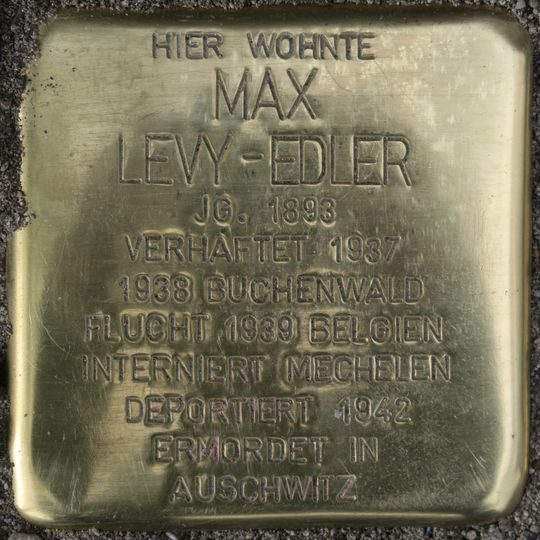 HIER WOHNTE
MAX
LEVY-EDLER
JG. 1893
VERHAFTET 1937
1938 BUCHENWALD
FLUCHT 1939 BELGIEN
INTERNIERT MECHELEN
DEPORTIERT 1942
ERMORDET IN
AUSCHWITZ